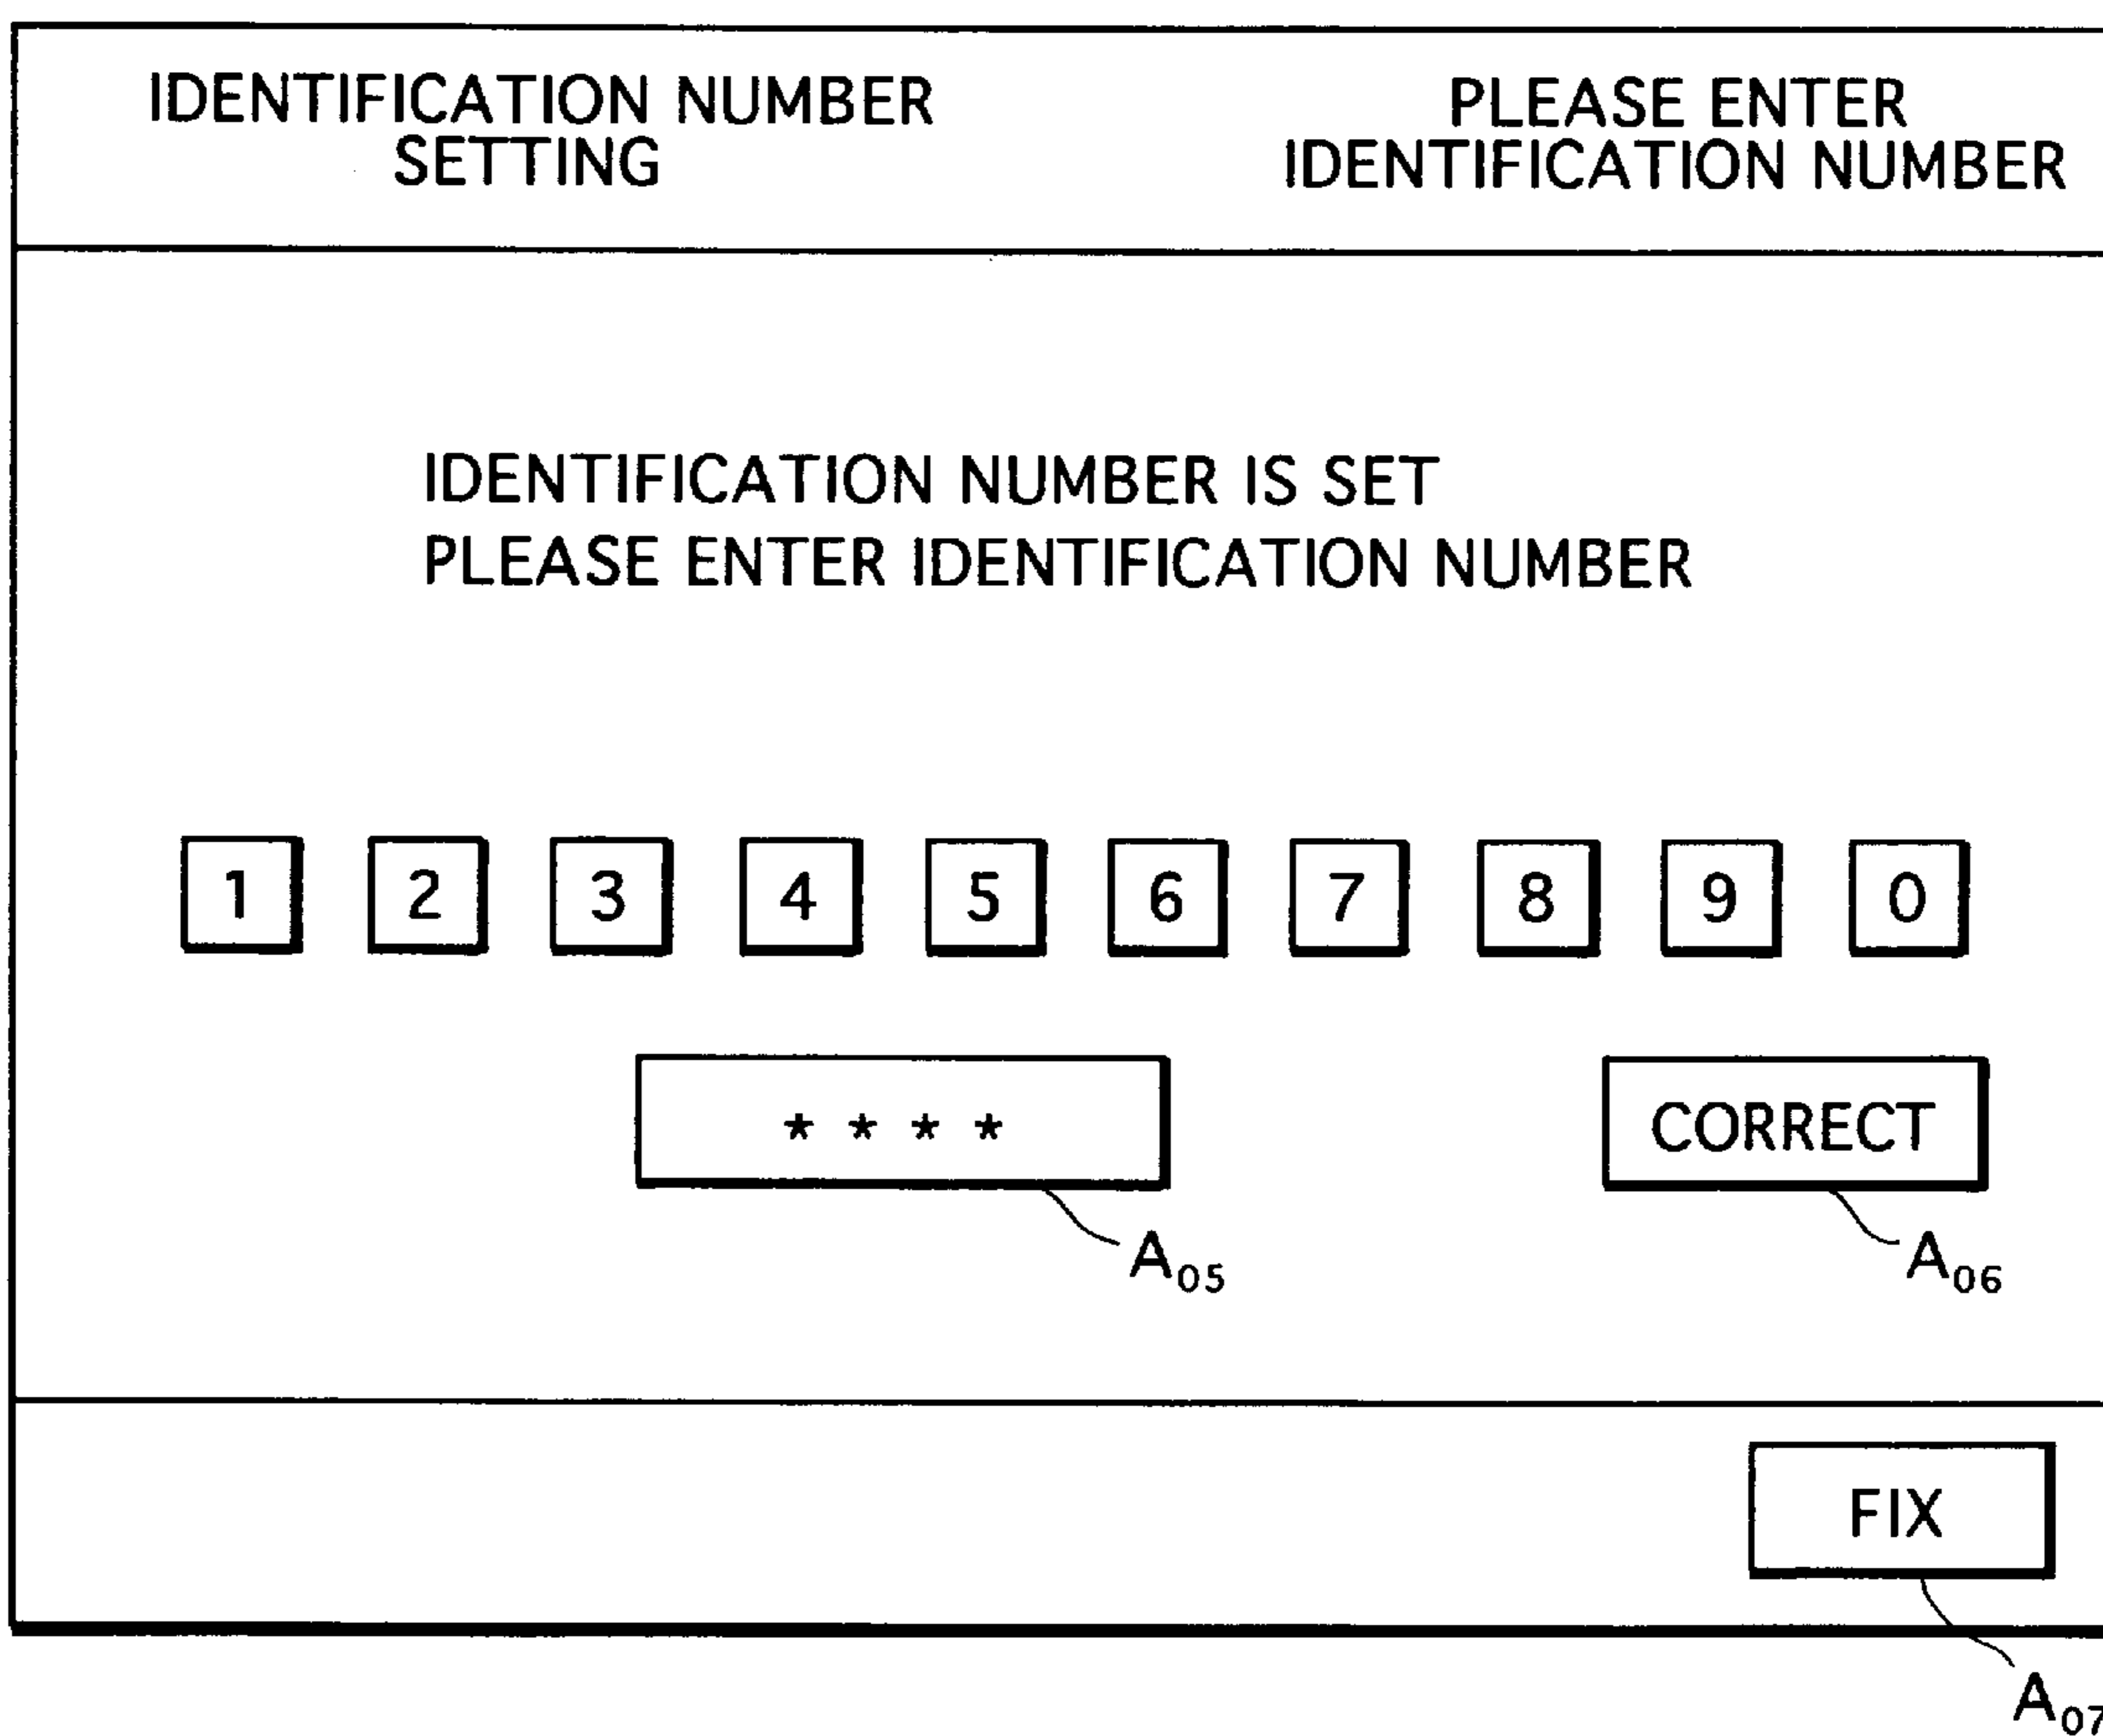 IDENTIFICATION NUMBER
SETTING
PLEASE ENTER
IDENTIFICATION NUMBER
IDENTIFICATION NUMBER IS SET
PLEASE ENTER IDENTIFICATION NUMBER
1 2 3 4 5 6 7 8 9 0
* * * * CORRECT
A05 A06
FIX
A07